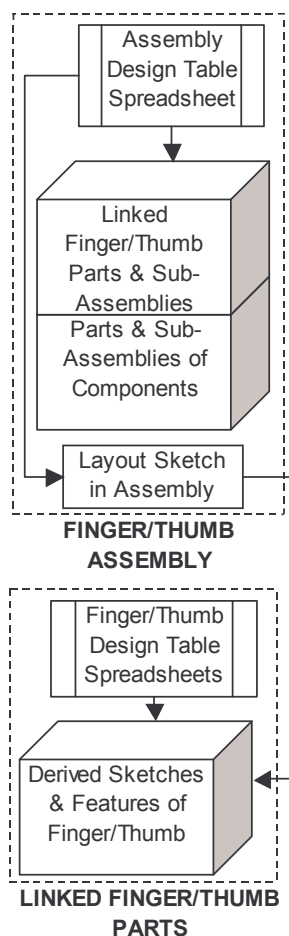 Assembly
Design Table
Spreadsheet
Linked
Finger/Thumb
Parts & Sub-
Assemblies
Parts & Sub-
Assemblies of
Components
Layout Sketch
in Assembly
FINGER/THUMB
ASSEMBLY
Finger/Thumb
Design Table
Spreadsheets
Derived Sketches
& Features of
Finger/Thumb
LINKED FINGER/THUMB
PARTS